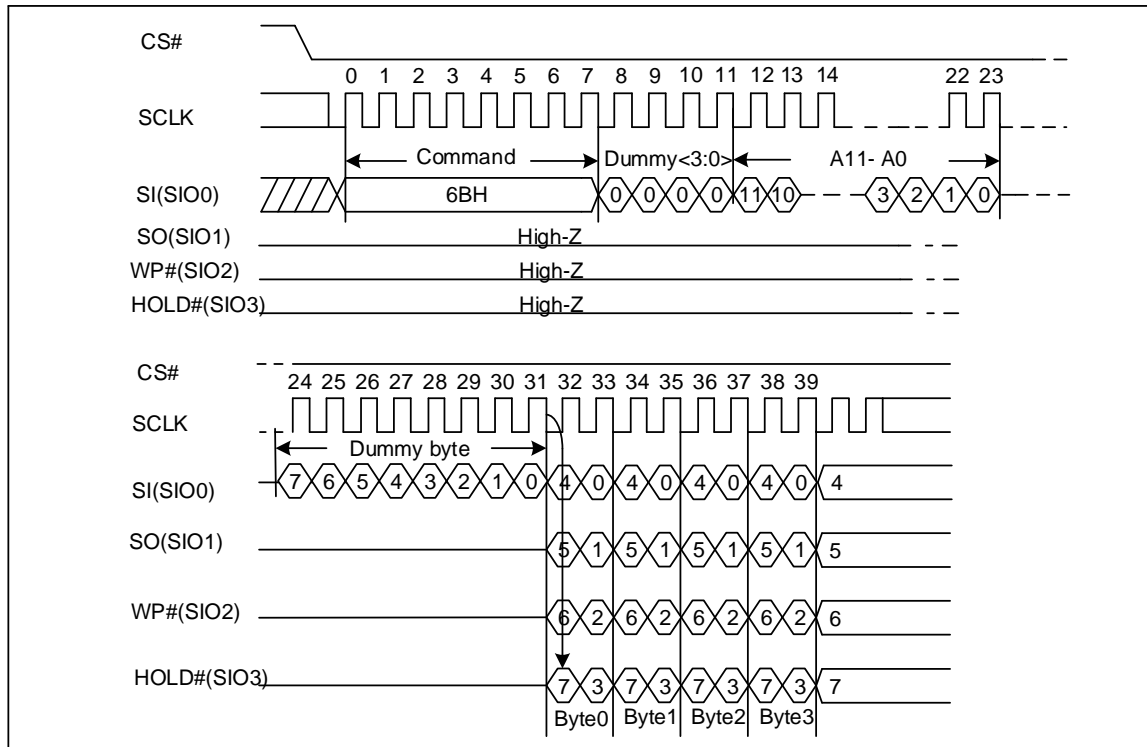 CS#
0 1 2 3 4 5 6 7 8 9 10 11 12 13 14 22 23
SCLK
Command Dummy<3:0> A11- A0
SI(SIO0) 6BH 0 0 0 0 11 10 3 2 1 0
SO(SIO1) High-Z
WP#(SIO2) High-Z
HOLD#(SIO3) High-Z
CS#
24 25 26 27 28 29 30 31 32 33 34 35 36 37 38 39
SCLK
Dummy byte
SI(SIO0) 7 6 5 4 3 2 1 0 4 0 4 0 4 0 4 0 4
SO(SIO1) 5 1 5 1 5 1 5 1 5
WP#(SIO2) 6 2 6 2 6 2 6 2 6
HOLD#(SIO3) 7 3 7 3 7 3 7 3 7
Byte0 Byte1 Byte2 Byte3